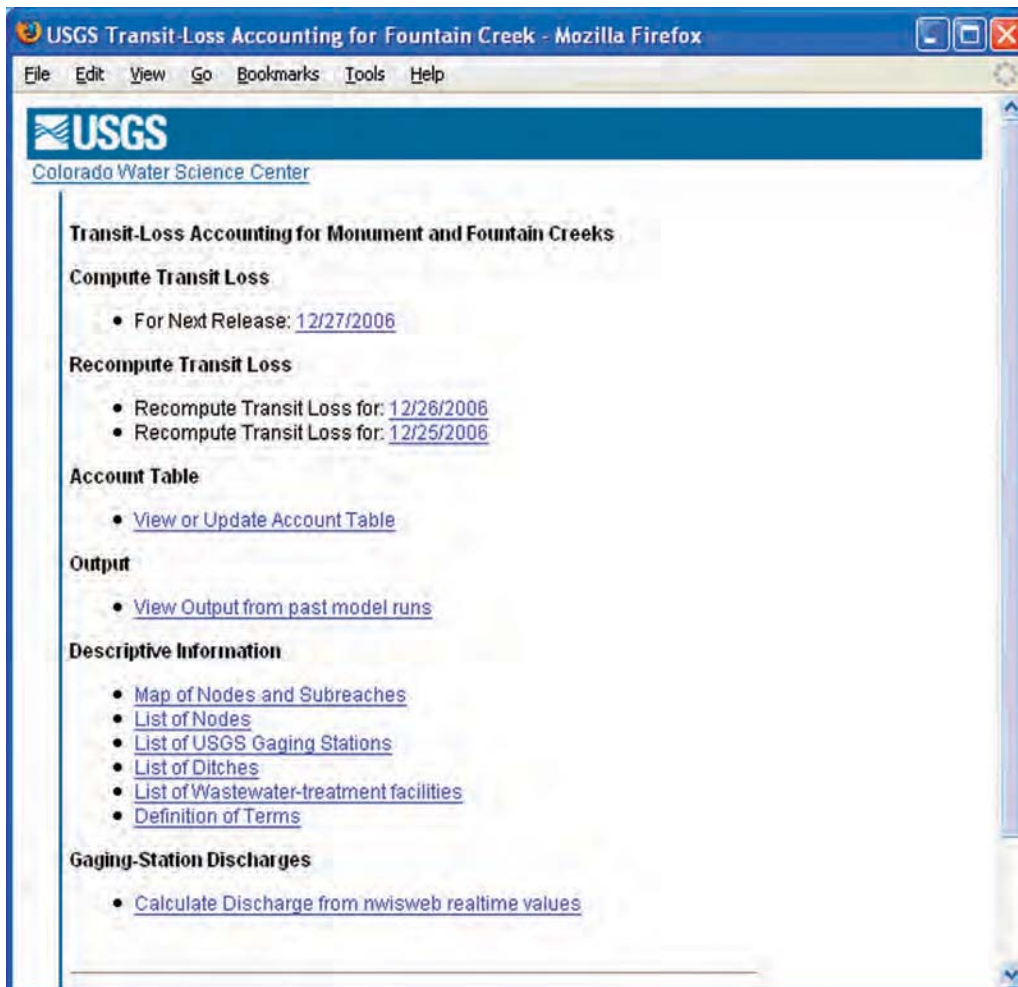 USGS Transit-Loss Accounting for Fountain Creek - Mozilla Firefox
File Edit View Go Bookmarks Tools Help
USGS
Colorado Water Science Center
Transit-Loss Accounting for Monument and Fountain Creeks
Compute Transit Loss
For Next Release: 12/27/2006
Recompute Transit Loss
Recompute Transit Loss for: 12/26/2006
Recompute Transit Loss for: 12/25/2006
Account Table
View or Update Account Table
Output
View Output from past model runs
Descriptive Information
Map of Nodes and Subreaches
List of Nodes
List of USGS Gaging Stations
List of Ditches
List of Wastewater-treatment facilities
Definition of Terms
Gaging-Station Discharges
Calculate Discharge from nwisweb realtime values